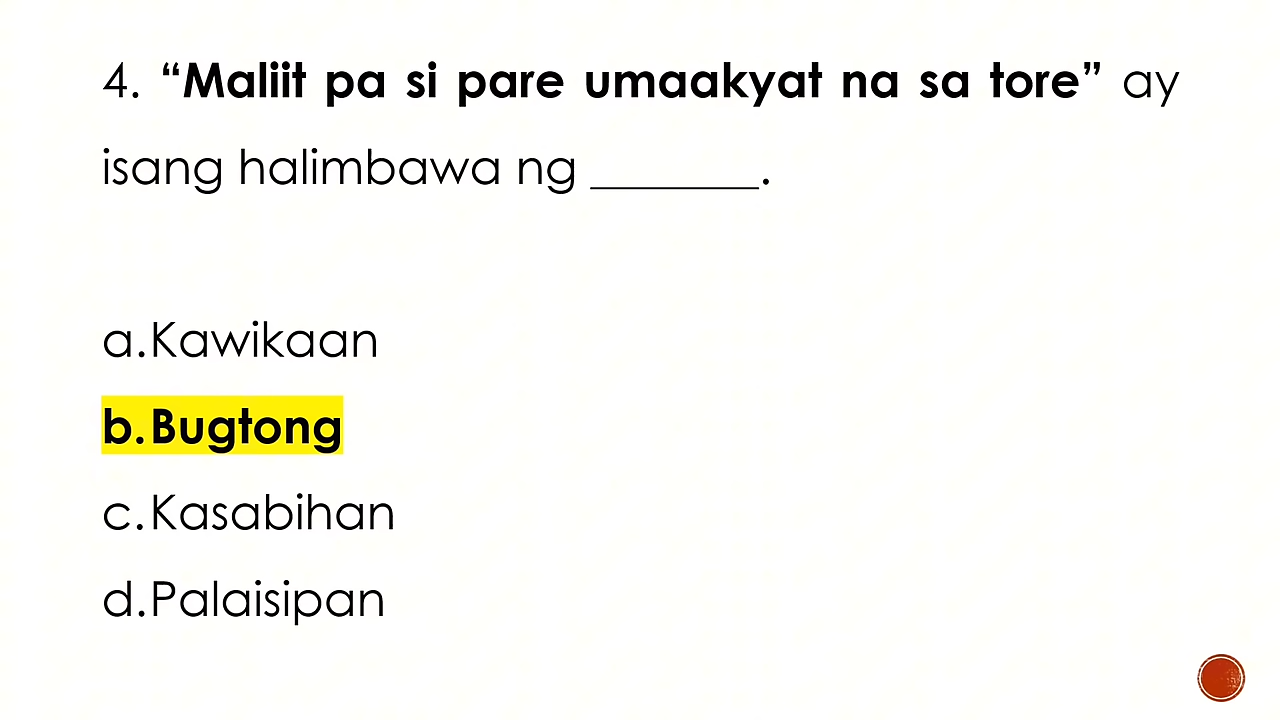 4. “Maliit pa si pare umaakyat na sa tore” ay
isang halimbawa ng _______.
a. Kawikaan
b. Bugtong
c. Kasabihan
d. Palaisipan